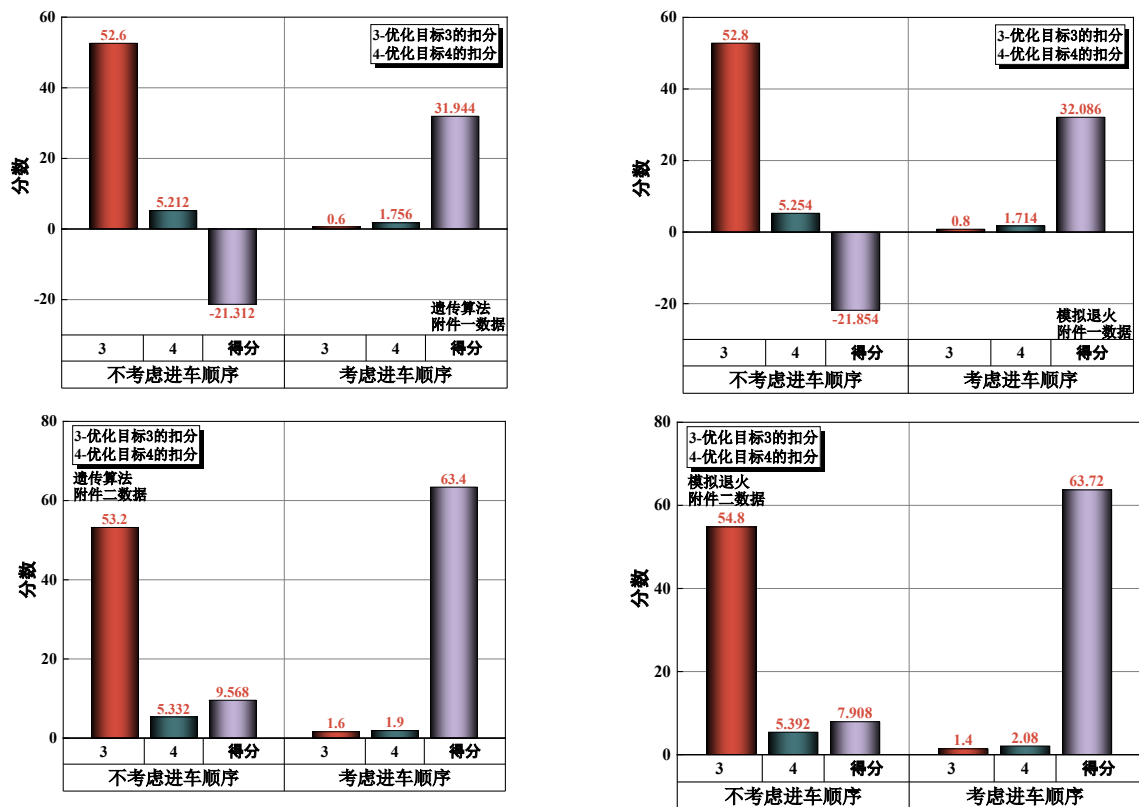 60
40
20
0
-20
分数
3-优化目标3的扣分
4-优化目标4的扣分
52.6
5.212
-21.312
0.6
1.756
31.944
遗传算法
附件一数据
3 4 得分 3 4 得分
不考虑进车顺序 考虑进车顺序
60
40
20
0
-20
分数
3-优化目标3的扣分
4-优化目标4的扣分
52.8
5.254
-21.854
0.8
1.714
32.086
模拟退火
附件一数据
3 4 得分 3 4 得分
不考虑进车顺序 考虑进车顺序
80
60
40
20
0
分数
3-优化目标3的扣分
4-优化目标4的扣分
遗传算法
附件二数据
53.2
5.332
9.568
1.6
1.9
63.4
3 4 得分 3 4 得分
不考虑进车顺序 考虑进车顺序
80
60
40
20
0
分数
3-优化目标3的扣分
4-优化目标4的扣分
模拟退火
附件二数据
54.8
5.392
7.908
1.4
2.08
63.72
3 4 得分 3 4 得分
不考虑进车顺序 考虑进车顺序